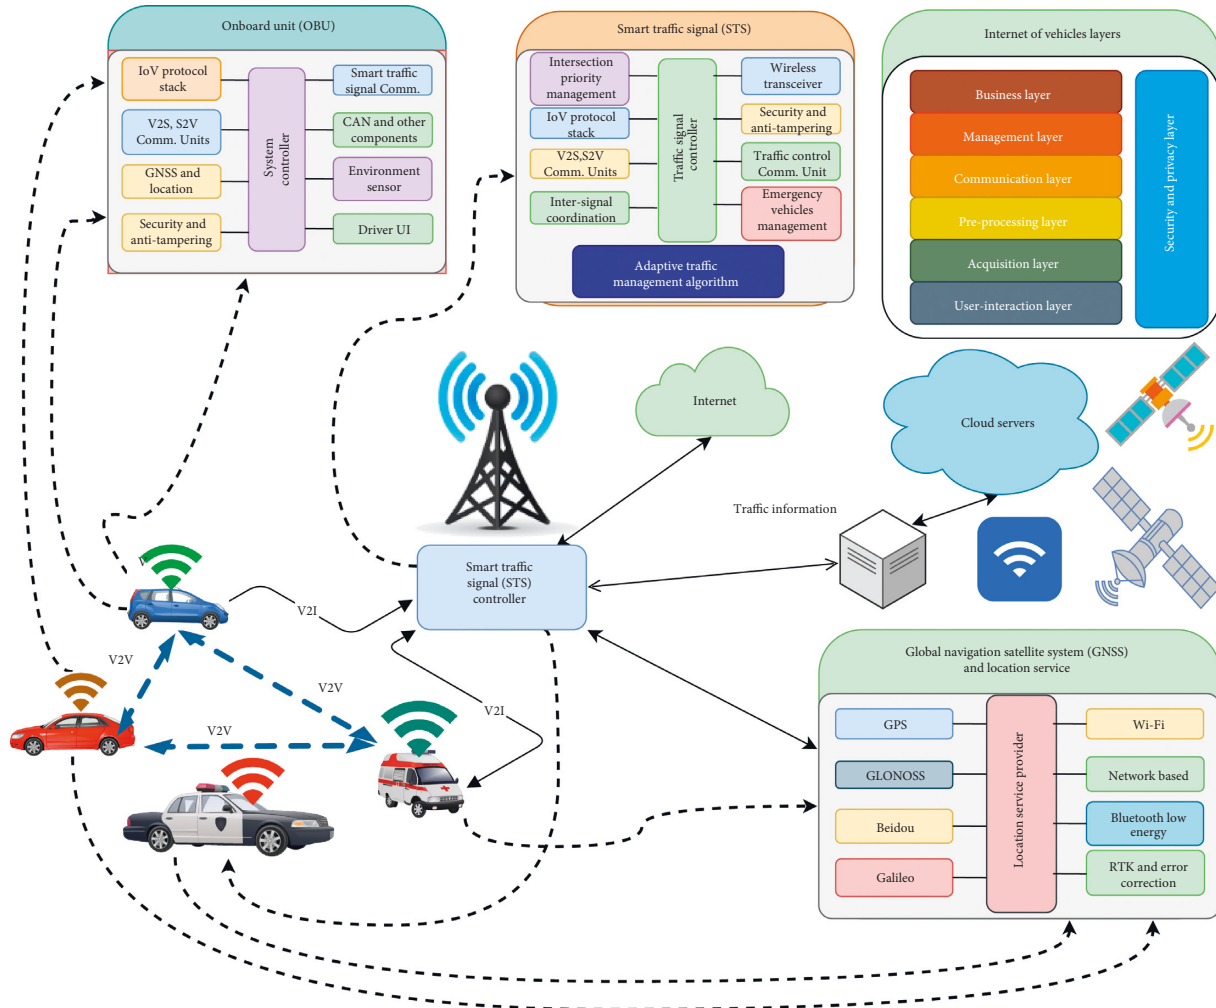 Onboard unit (OBU)
IoV protocol
stack
V2S, S2V
Comm. Units
GNSS and
location
Security and
anti-tampering
System
controller
Smart traffic
signal Comm.
CAN and other
components
Environment
sensor
Driver UI
Smart traffic signal (STS)
Intersection
priority
management
IoV protocol
stack
V2S,S2V
Comm. Units
Inter-signal
coordination
Traffic signal
controller
Wireless
transceiver
Security and
anti-tampering
Traffic control
Comm. Unit
Emergency
vehicles
management
Adaptive traffic
management algorithm
Internet of vehicles layers
Business layer
Management layer
Communication layer
Pre-processing layer
Acquisition layer
User-interaction layer
Security and privacy layer
Internet
Cloud servers
Traffic information
Smart traffic
signal (STS)
controller
V2I
V2V
V2V
V2V
V2I
Global navigation satellite system (GNSS)
and location service
GPS
GLONOSS
Beidou
Galileo
Location service provider
Wi-Fi
Network based
Bluetooth low
energy
RTK and error
correction